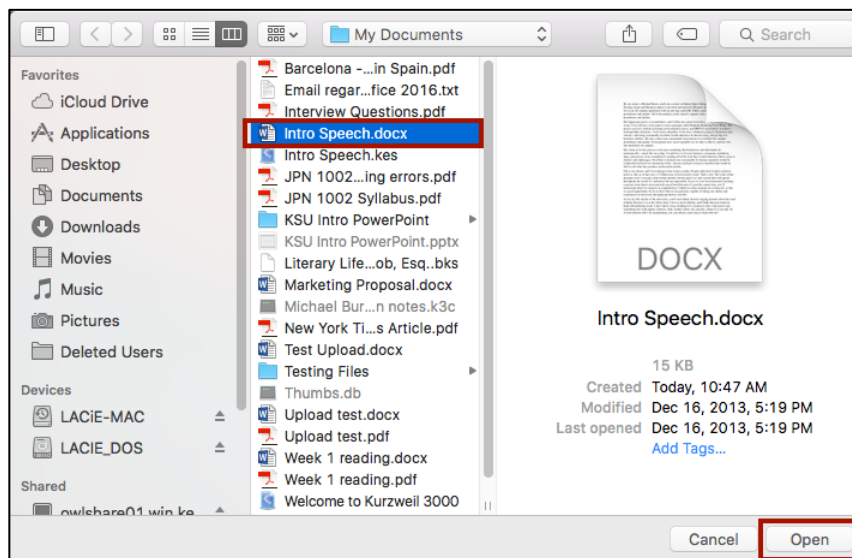 My Documents
Search
Favorites
iCloud Drive
Applications
Desktop
Documents
Downloads
Movies
Music
Pictures
Deleted Users
Devices
LACiE-MAC
LACIE_DOS
Shared
owlshare01.win.ke
Barcelona -...in Spain.pdf
Email regar...fice 2016.txt
Interview Questions.pdf
Intro Speech.docx
Intro Speech.kes
JPN 1002...ing errors.pdf
JPN 1002 Syllabus.pdf
KSU Intro PowerPoint
KSU Intro PowerPoint.pptx
Literary Life...ob, Esq..bks
Marketing Proposal.docx
Michael Bur...n notes.k3c
New York Ti...s Article.pdf
Test Upload.docx
Testing Files
Thumbs.db
Upload test.docx
Upload test.pdf
Week 1 reading.docx
Week 1 reading.pdf
Welcome to Kurzweil 3000
DOCX
Intro Speech.docx
15 KB
Created Today, 10:47 AM
Modified Dec 16, 2013, 5:19 PM
Last opened Dec 16, 2013, 5:19 PM
Add Tags...
Cancel
Open